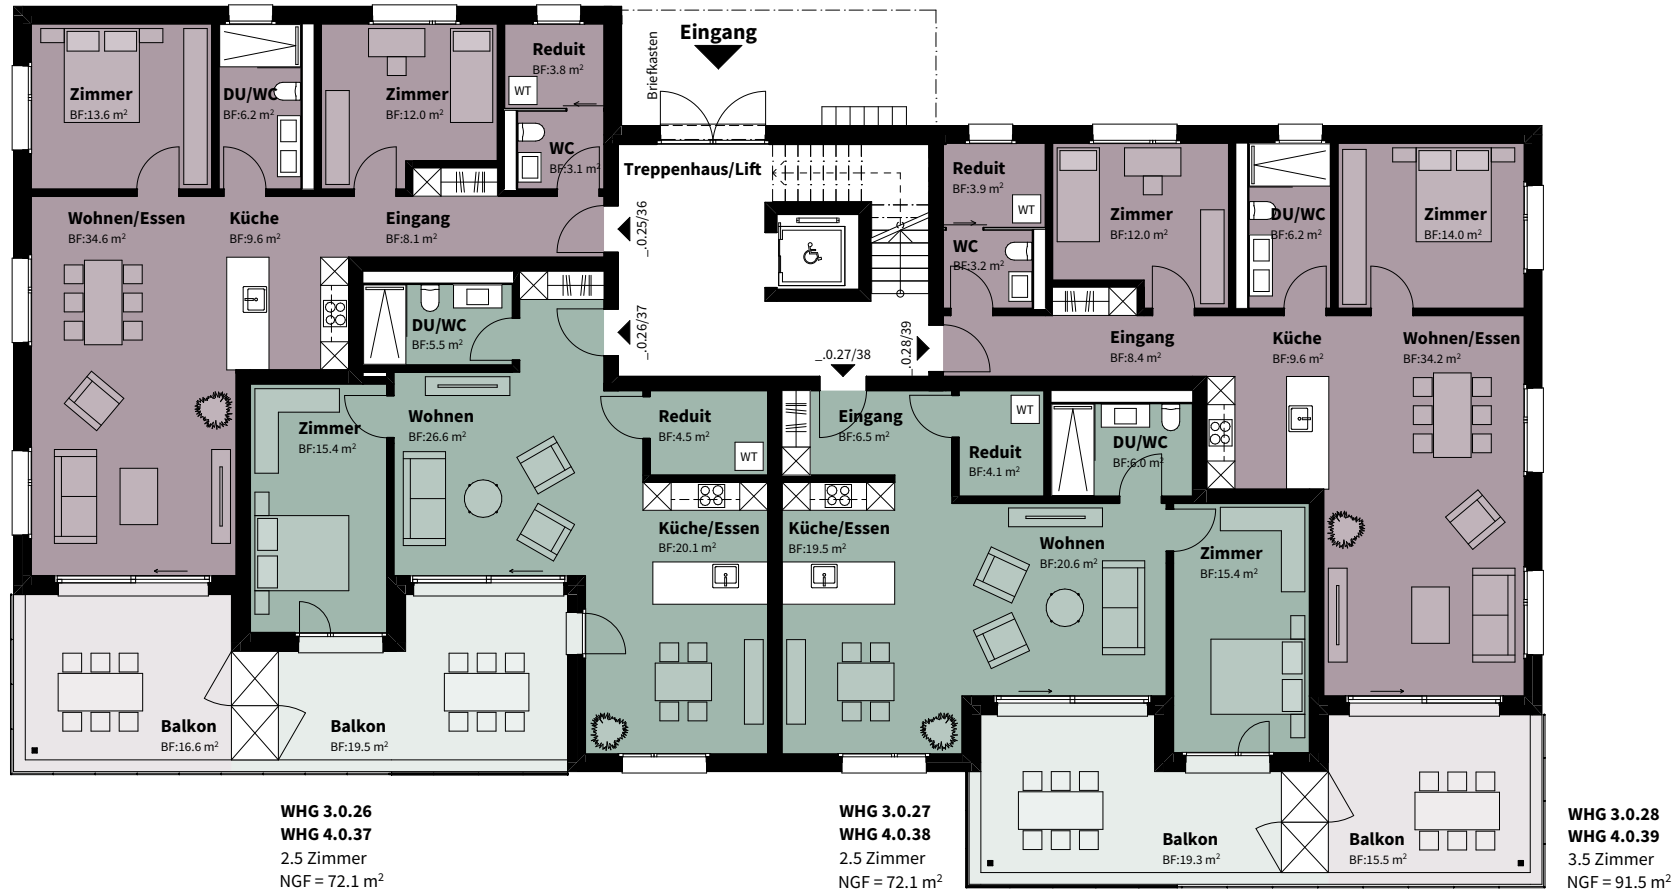 Eingang
Briefkasten
Reduit
BF:3.8 m²
WT
Zimmer
BF:13.6 m²
DU/WC
BF:6.2 m²
Zimmer
BF:12.0 m²
WC
BF:3.1 m²
Treppenhaus/Lift
Reduit
BF:3.9 m²
WT
Wohnen/Essen
BF:34.6 m²
Küche
BF:9.6 m²
Eingang
BF:8.1 m²
_.0.25/36
Zimmer
BF:12.0 m²
DU/WC
BF:6.2 m²
Zimmer
BF:14.0 m²
WC
BF:3.2 m²
DU/WC
BF:5.5 m²
_.0.26/37
_.0.27/38
_.0.28/39
Eingang
BF:8.4 m²
Küche
BF:9.6 m²
Wohnen/Essen
BF:34.2 m²
Zimmer
BF:15.4 m²
Wohnen
BF:26.6 m²
Reduit
BF:4.5 m²
WT
Eingang
BF:6.5 m²
WT
Reduit
BF:4.1 m²
DU/WC
BF:6.0 m²
Küche/Essen
BF:20.1 m²
Küche/Essen
BF:19.5 m²
Wohnen
BF:20.6 m²
Zimmer
BF:15.4 m²
Balkon
BF:16.6 m²
Balkon
BF:19.5 m²
Balkon
BF:19.3 m²
Balkon
BF:15.5 m²
WHG 3.0.26
WHG 4.0.37
2.5 Zimmer
NGF = 72.1 m²
WHG 3.0.27
WHG 4.0.38
2.5 Zimmer
NGF = 72.1 m²
WHG 3.0.28
WHG 4.0.39
3.5 Zimmer
NGF = 91.5 m²